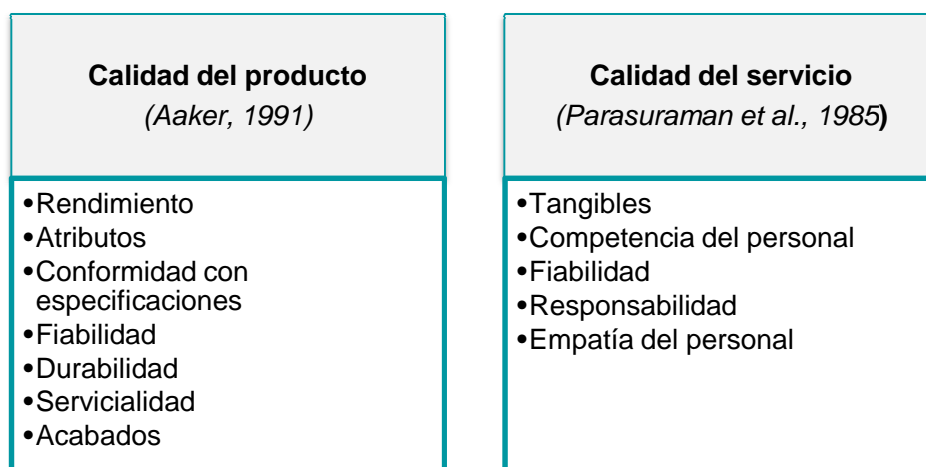 Calidad del producto
(Aaker, 1991)
•Rendimiento
•Atributos
•Conformidad con
especificaciones
•Fiabilidad
•Durabilidad
•Servicialidad
•Acabados
Calidad del servicio
(Parasuraman et al., 1985)
•Tangibles
•Competencia del personal
•Fiabilidad
•Responsabilidad
•Empatía del personal